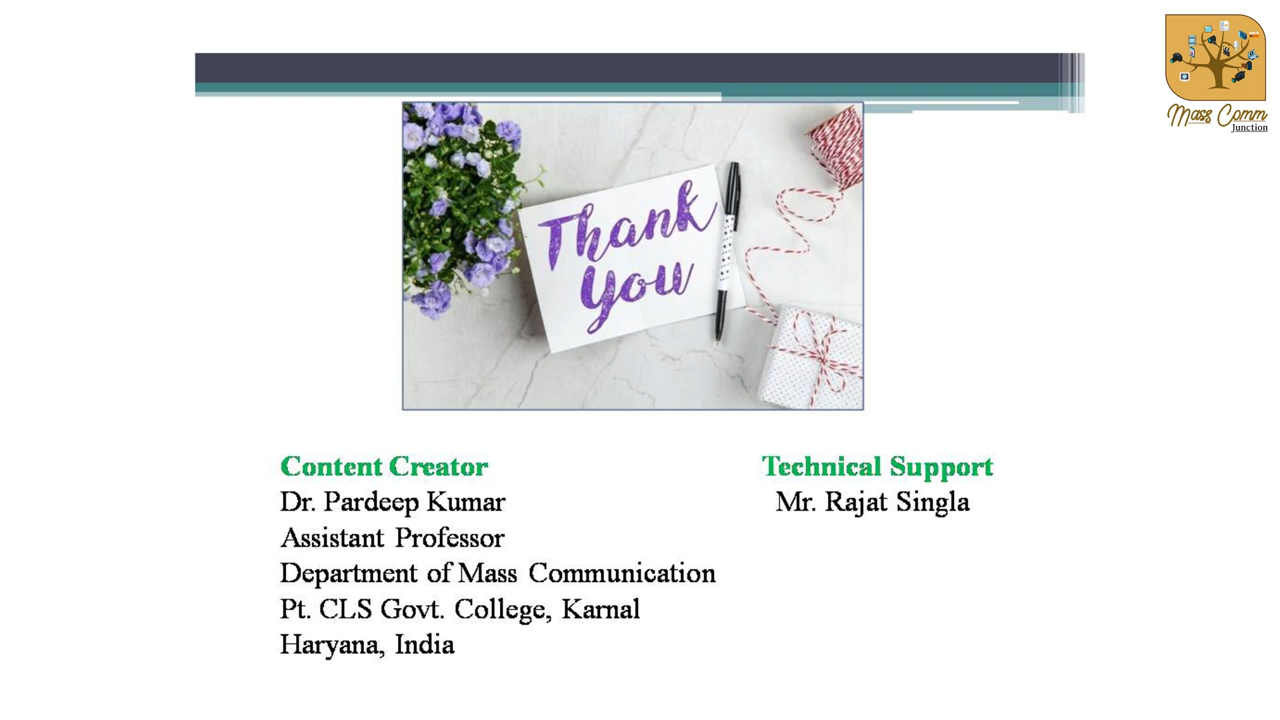 Mass Comm
Junction
Thank
You
Content Creator
Dr. Pardeep Kumar
Assistant Professor
Department of Mass Communication
Pt. CLS Govt. College, Karnal
Haryana, India
Technical Support
Mr. Rajat Singla